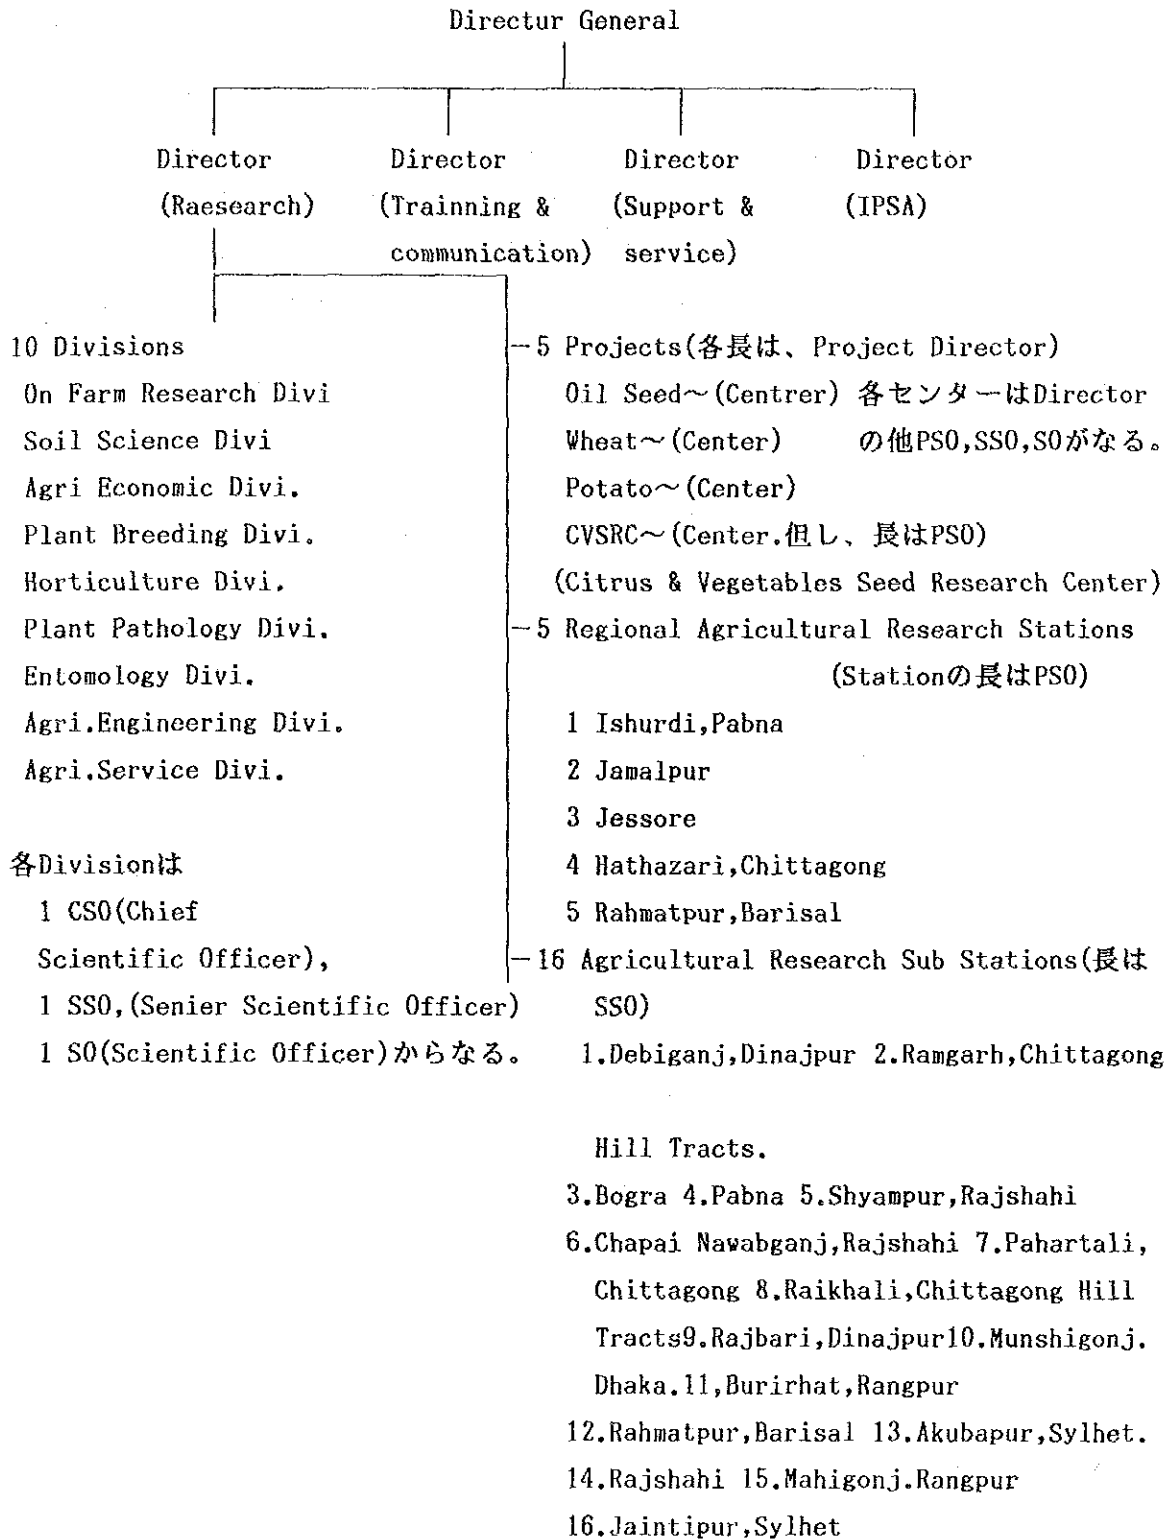 Directur General
Director Director Director Director
(Raesearch) (Trainning & (Support & (IPSA)
communication) service)
10 Divisions
On Farm Research Divi
Soil Science Divi
Agri Economic Divi.
Plant Breeding Divi.
Horticulture Divi.
Plant Pathology Divi.
Entomology Divi.
Agri.Engineering Divi.
Agri.Service Divi.
各Divisionは
1 CSO(Chief
Scientific Officer),
1 SSO,(Senier Scientific Officer)
1 SO(Scientific Officer)からなる。
5 Projects(各長は、Project Director)
Oil Seed～(Centrer) 各センターはDirector
Wheat～(Center) の他PSO,SSO,SOがなる。
Potato～(Center)
CVSRC～(Center.但し、長はPSO)
(Citrus & Vegetables Seed Research Center)
5 Regional Agricultural Research Stations
(Stationの長はPSO)
1 Ishurdi,Pabna
2 Jamalpur
3 Jessore
4 Hathazari,Chittagong
5 Rahmatpur,Barisal
16 Agricultural Research Sub Stations(長は
SSO)
1.Debiganj,Dinajpur 2.Ramgarh,Chittagong
Hill Tracts.
3.Bogra 4.Pabna 5.Shyampur,Rajshahi
6.Chapai Nawabganj,Rajshahi 7.Pahartali,
Chittagong 8.Raikhali,Chittagong Hill
Tracts9.Rajbari,Dinajpur10.Munshigonj.
Dhaka.11,Burirhat,Rangpur
12.Rahmatpur,Barisal 13.Akubapur,Sylhet.
14.Rajshahi 15.Mahigonj.Rangpur
16.Jaintipur,Sylhet